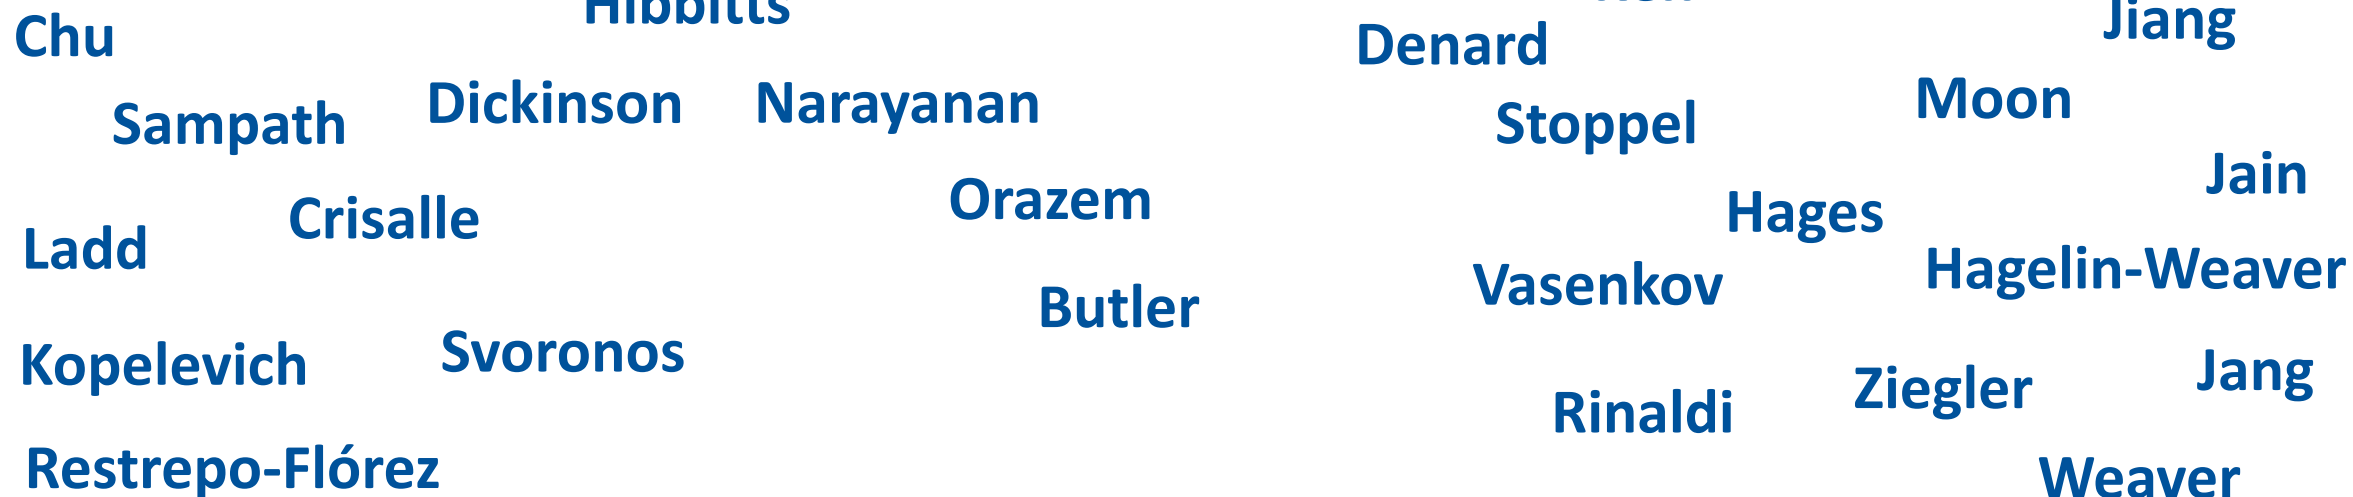 Hibbitts
Chu
Jiang
Denard
Dickinson
Narayanan
Moon
Sampath
Stoppel
Jain
Orazem
Crisalle
Hages
Ladd
Hagelin-Weaver
Vasenkov
Butler
Svoronos
Kopelevich
Jang
Ziegler
Rinaldi
Restrepo-Flórez
Weaver